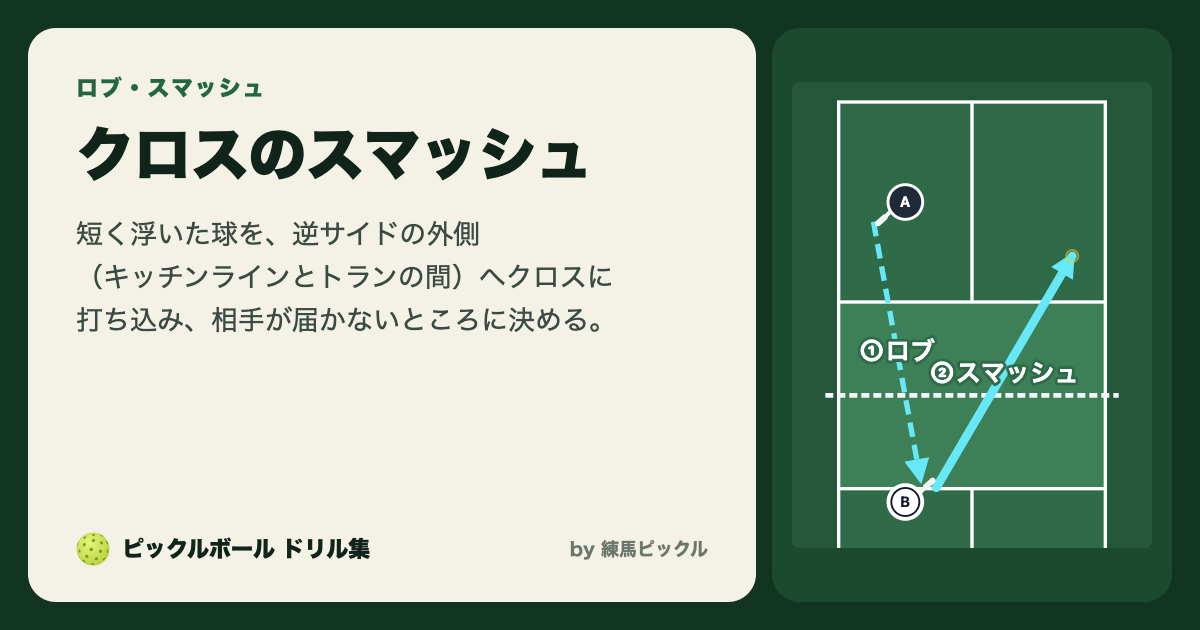 ロブ・スマッシュ
クロスのスマッシュ
短く浮いた球を、逆サイドの外側
（キッチンラインとトランの間）へクロスに
打ち込み、相手が届かないところに決める。
ピックルボール ドリル集
by 練馬ピックル
A
①ロブ
②スマッシュ
B